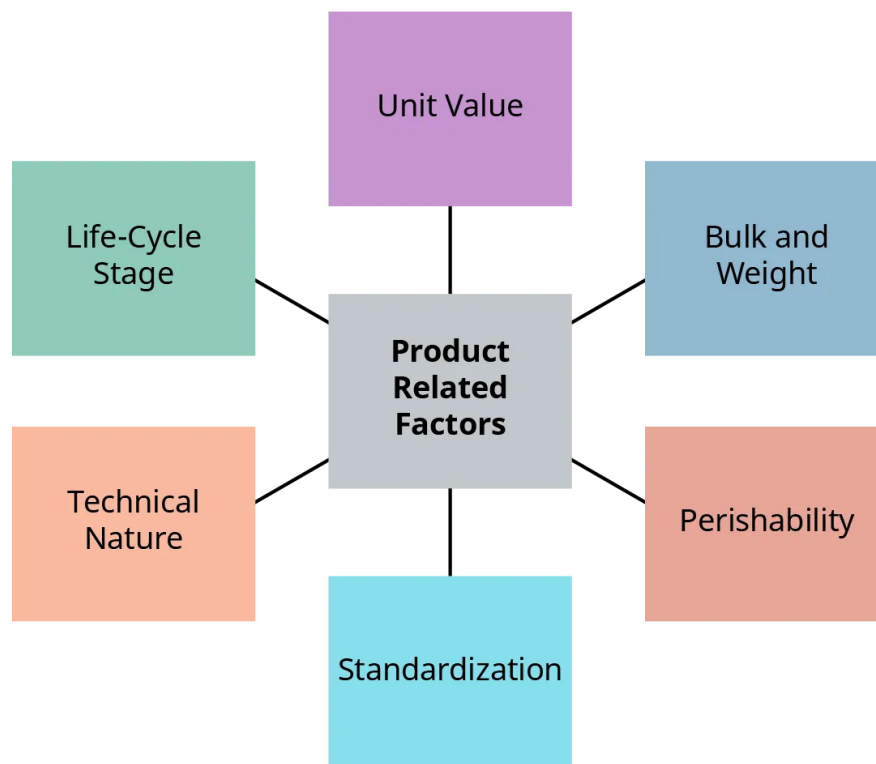 Unit Value
Life-Cycle
Stage
Bulk and
Weight
Product
Related
Factors
Technical
Nature
Perishability
Standardization